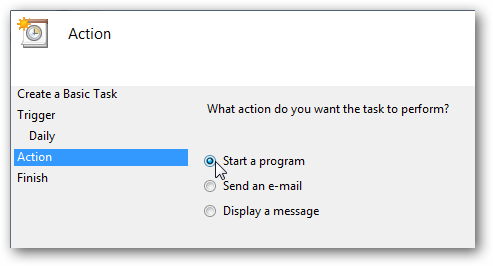 Action
Create a Basic Task
Trigger
Daily
Action
Finish
What action do you want the task to perform?
Start a program
Send an e-mail
Display a message